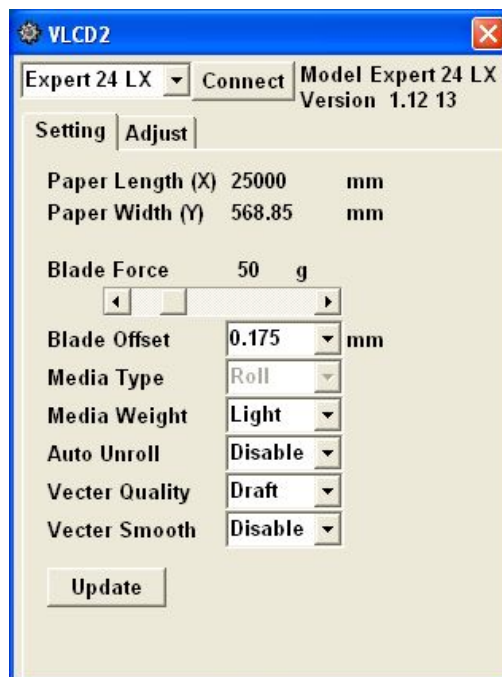 VLCD2
Expert 24 LX Connect Model Expert 24 LX
Version 1.12 13
Setting Adjust
Paper Length (X) 25000 mm
Paper Width (Y) 568.85 mm
Blade Force 50 g
Blade Offset 0.175 mm
Media Type Roll
Media Weight Light
Auto Unroll Disable
Vecter Quality Draft
Vecter Smooth Disable
Update